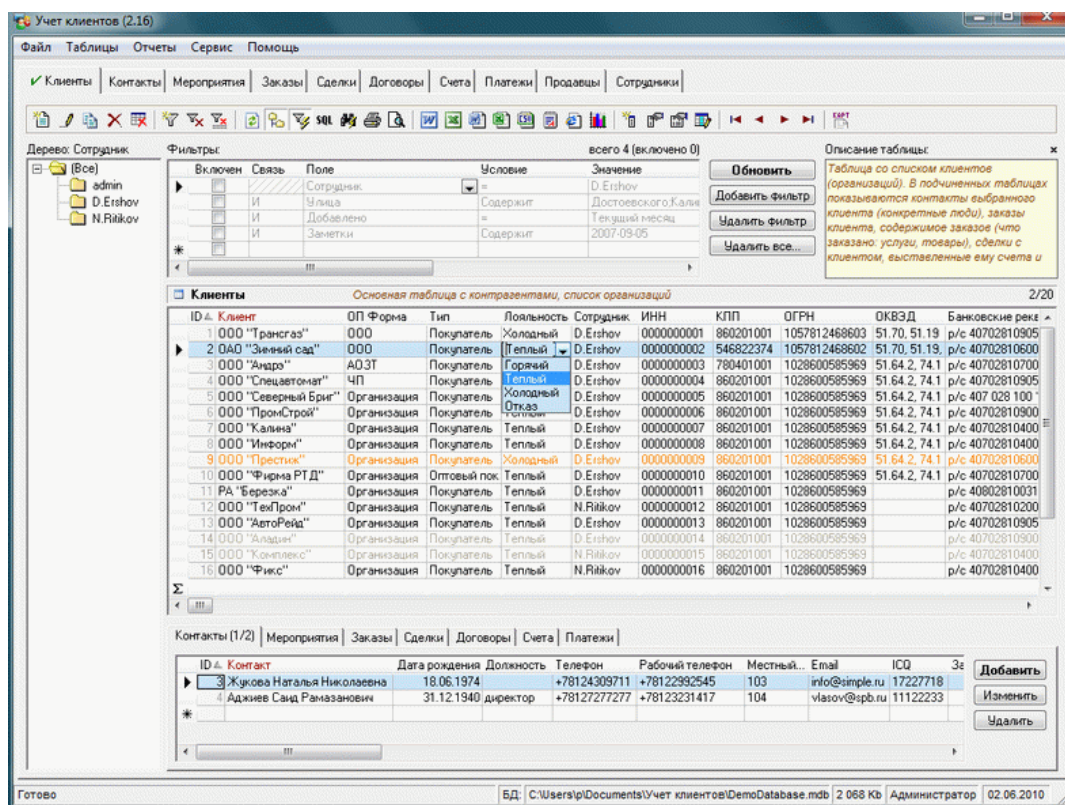 Учет клиентов (2.16)
Файл Таблицы Отчеты Сервис Помощь
Клиенты Контакты Мероприятия Заказы Сделки Договоры Счета Платежи Продавцы Сотрудники
SQL
Дерево: Сотрудник Фильтры: всего 4 (включено 0) Описание таблицы:
(Все)
admin
D.Ershov
N.Ritikov
Включен Связь Поле Условие Значение
Сотрудник = D.Ershov
И Улица Содержит Достоевского;Кали
И Добавлено = Текущий месяц
И Заметки Содержит 2007-09-05
Обновить
Добавить фильтр
Удалить фильтр
Удалить все...
Таблица со списком клиентов
(организаций). В подчиненных таблицах
показываются контакты выбранного
клиента (конкретные люди), заказы
клиента, содержимое заказов (что
заказано: услуги, товары), сделки с
клиентом, выставленные ему счета и
Клиенты Основная таблица с контрагентами, список организаций 2/20
ID Клиент ОП Форма Тип Лояльность Сотрудник ИНН КПП ОГРН ОКВЭД Банковские рекв
1 ООО "Трансгаз" ООО Покупатель Холодный D.Ershov 0000000001 860201001 1057812468603 51.70, 51.19 р/с 40702810905
2 ОАО "Зимний сад" ООО Покупатель Теплый D.Ershov 0000000002 546822374 1057812468602 51.70, 51.19, р/с 40702810600
3 ООО "Андрэ" АОЗТ Покупатель Горячий D.Ershov 0000000003 780401001 1028600585969 51.64.2, 74.1 р/с 40702810700
4 ООО "Спецавтомат" ЧП Покупатель Теплый D.Ershov 0000000004 860201001 1028600585969 51.64.2, 74.1 р/с 40702810905
5 ООО "Северный Бриг" Организация Покупатель Холодный D.Ershov 0000000005 860201001 1028600585969 51.64.2, 74.1 р/с 407 028 100
6 ООО "ПромСтрой" Организация Покупатель Отказ D.Ershov 0000000006 860201001 1028600585969 51.64.2, 74.1 р/с 40702810900
7 ООО "Калина" Организация Покупатель Теплый D.Ershov 0000000007 860201001 1028600585969 51.64.2, 74.1 р/с 40702810400
8 ООО "Информ" Организация Покупатель Теплый D.Ershov 0000000008 860201001 1028600585969 51.64.2, 74.1 р/с 40702810400
9 ООО "Престиж" Организация Покупатель Холодный D.Ershov 0000000009 860201001 1028600585969 51.64.2, 74.1 р/с 40702810600
10 ООО "Фирма РТД" Организация Оптовый пок Теплый D.Ershov 0000000010 860201001 1028600585969 51.64.2, 74.1 р/с 40702810700
11 РА "Березка" Организация Покупатель Теплый D.Ershov 0000000011 860201001 1028600585969 р/с 40802810031
12 ООО "ТехПром" Организация Покупатель Теплый N.Ritikov 0000000012 860201001 1028600585969 р/с 40702810200
13 ООО "АвтоРейд" Организация Покупатель Теплый D.Ershov 0000000013 860201001 1028600585969 р/с 40702810905
14 ООО "Аладин" Организация Покупатель Теплый D.Ershov 0000000014 860201001 1028600585969 р/с 40702810900
15 ООО "Комплекс" Организация Покупатель Теплый N.Ritikov 0000000015 860201001 1028600585969 р/с 40702810400
16 ООО "Фикс" Организация Покупатель Теплый N.Ritikov 0000000016 860201001 1028600585969 р/с 40702810400
Σ
Контакты (1/2) Мероприятия Заказы Сделки Договоры Счета Платежи
ID Контакт Дата рождения Должность Телефон Рабочий телефон Местный... Email ICQ За
3 Жукова Наталья Николаевна 18.06.1974 +78124309711 +78122992545 103 info@simple.ru 17227718
4 Аджиев Саид Рамазанович 31.12.1940 директор +78127277277 +78123231417 104 vlasov@spb.ru 11122233
Добавить
Изменить
Удалить
Готово БД: C:\Users\p\Documents\Учет клиентов\DemoDatabase.mdb 2 068 Kb Администратор 02.06.2010